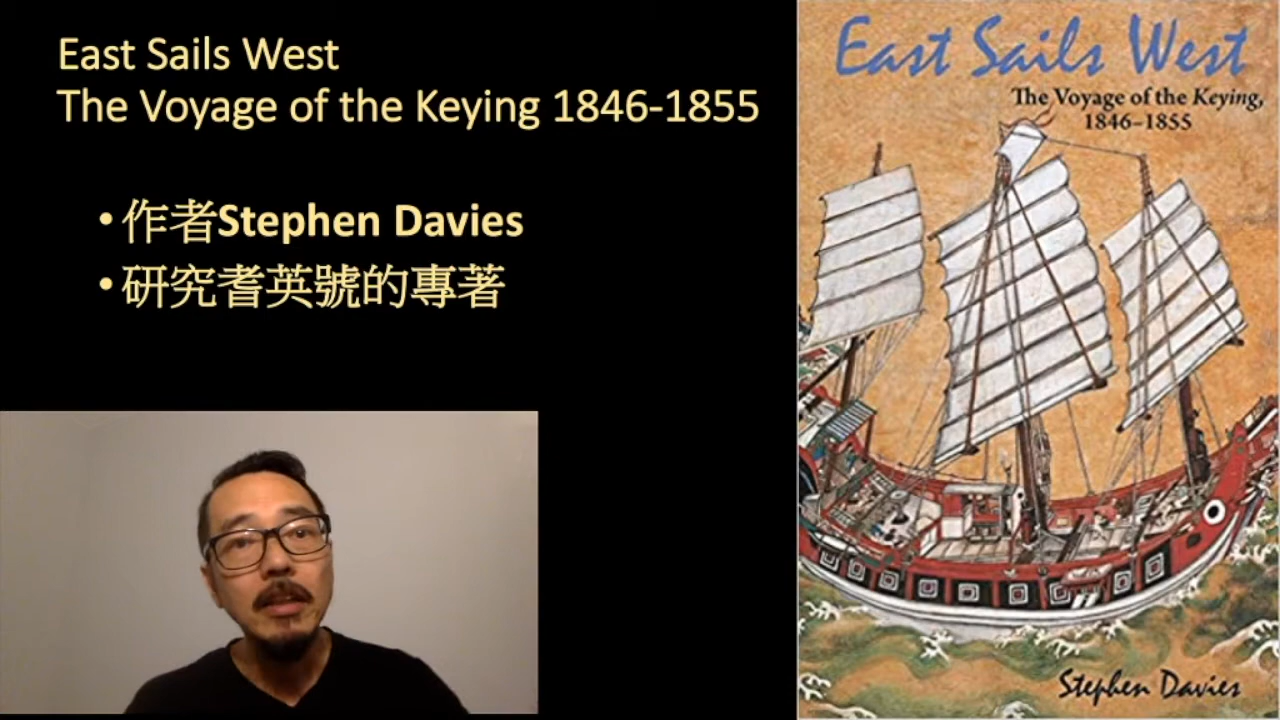 East Sails West
The Voyage of the Keying 1846-1855
• 作者Stephen Davies
• 研究耆英號的專著
East Sails West
The Voyage of the Keying,
1846–1855
Stephen Davies